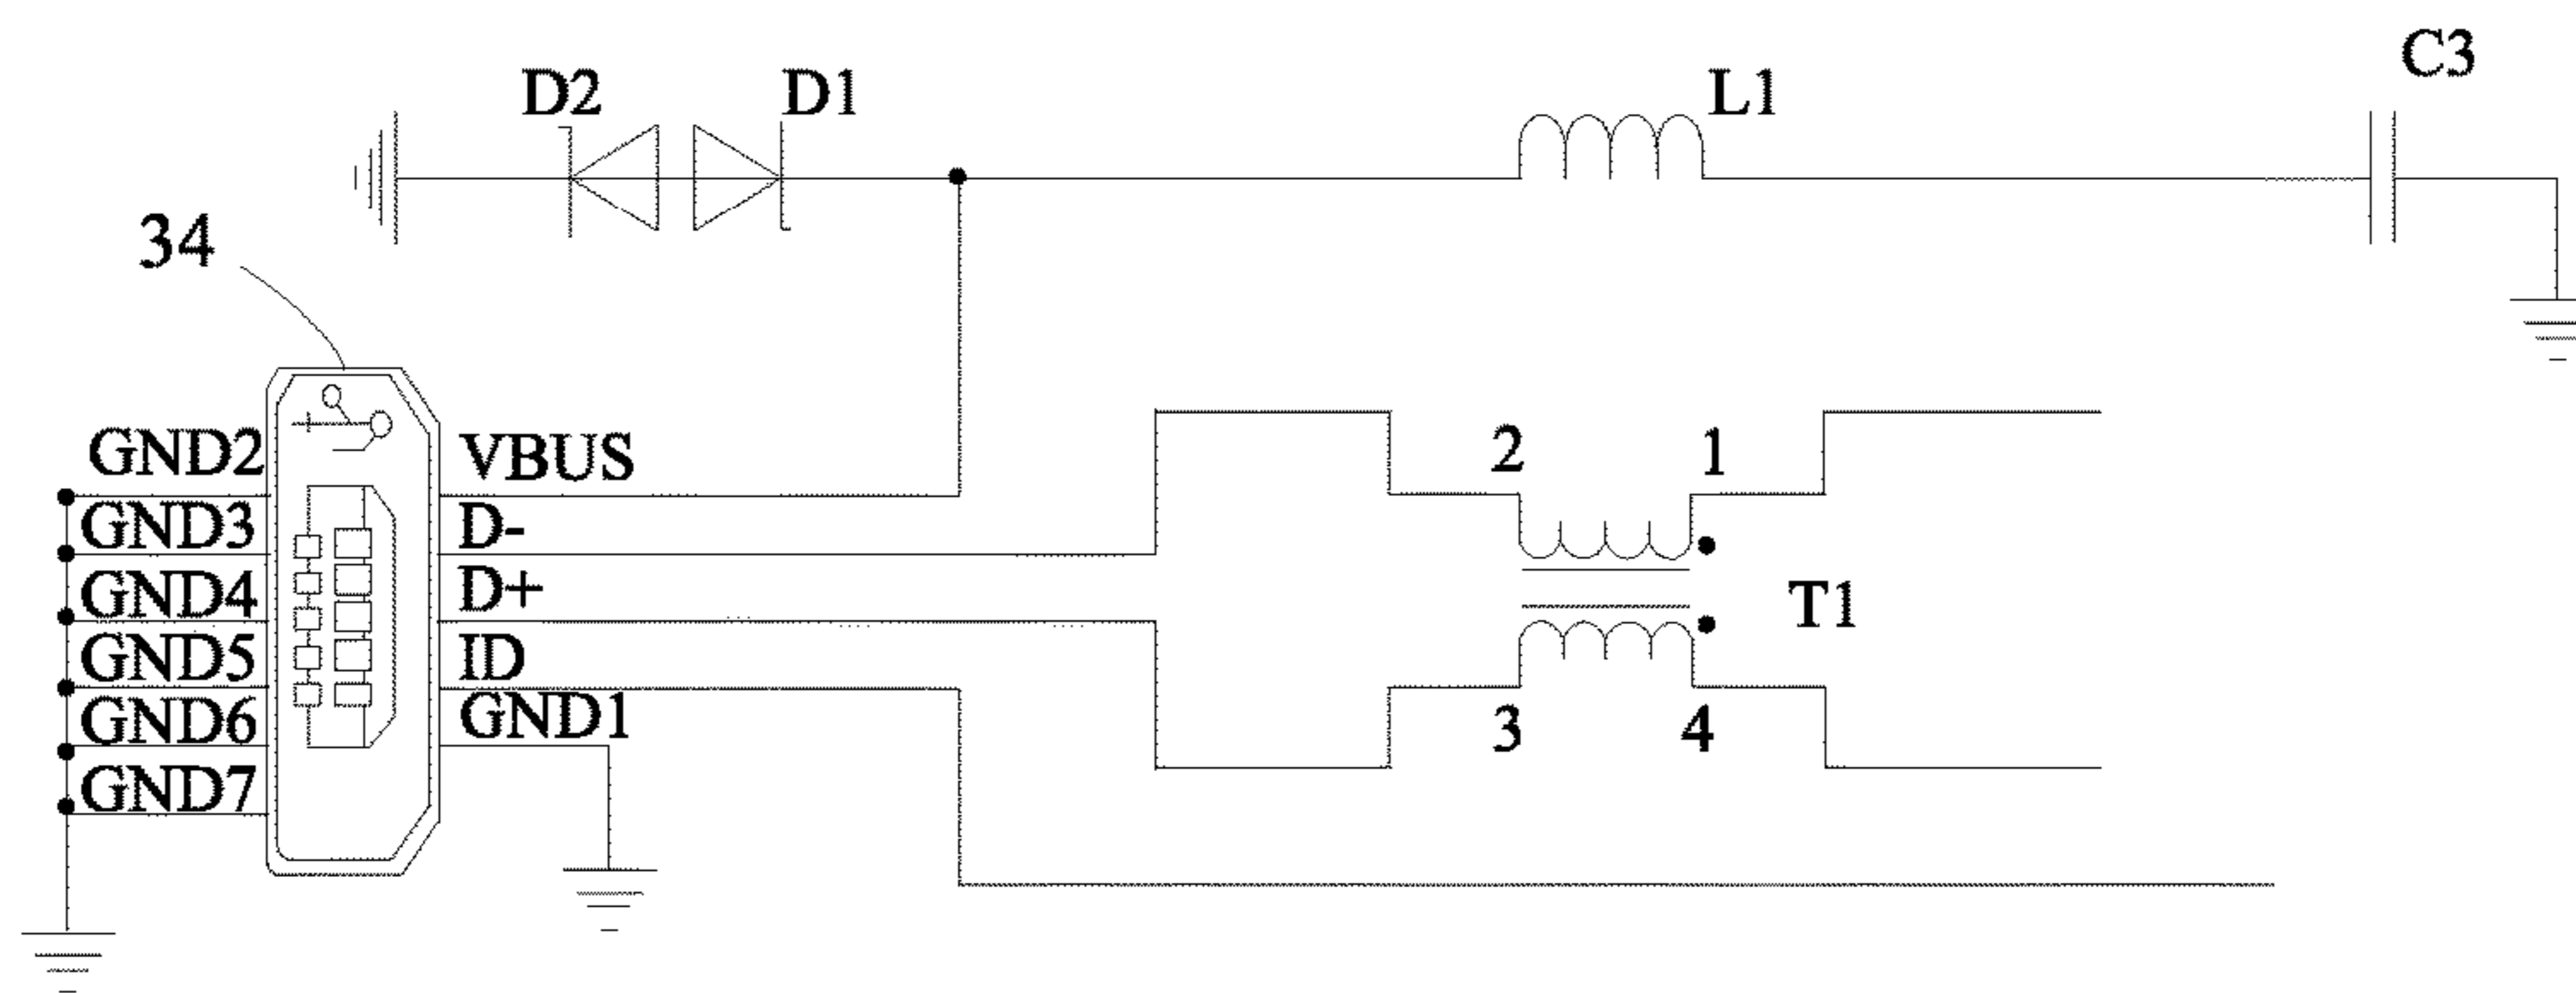 C3
D2 D1 L1
34
GND2 VBUS 2 1
GND3 D-
GND4 D+ T1
GND5 ID
GND6 GND1 3 4
GND7